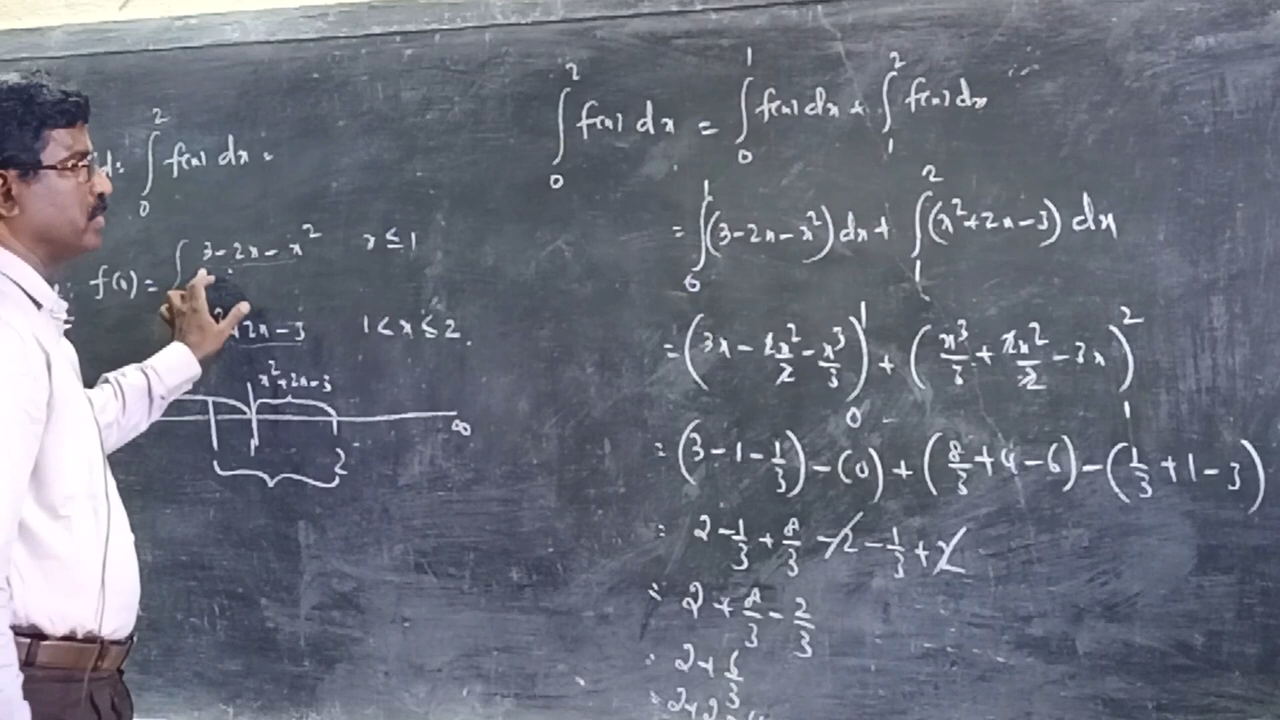 d: ∫₀² f(x) dx =
f(x) = { 3-2x-x² x ≤ 1
+2x-3 1 < x ≤ 2.
x²+2x-3
∞
2
∫₀² f(x) dx = ∫₀¹ f(x) dx + ∫₁² f(x) dx
= ∫₀¹ (3-2x-x²) dx + ∫₁² (x²+2x-3) dx
= (3x - 2x²/2 - x³/3)₀¹ + (x³/3 + 2x²/2 - 3x)₁²
= (3-1-1/3) - (0) + (8/3+4-6) - (1/3+1-3)
= 2 - 1/3 + 8/3 - 2 - 1/3 + 2
= 2 + 8/3 - 2/3
= 2 + 6/3
= 2+2